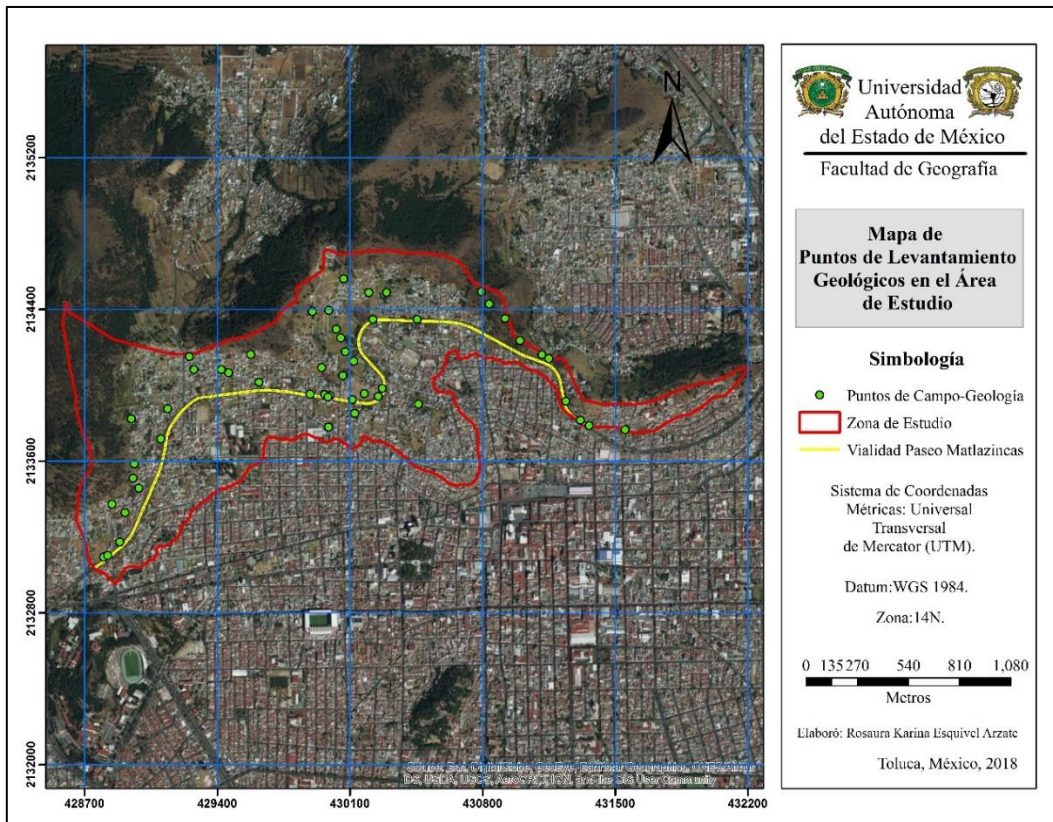 N
2135200
2134400
2133600
2132800
2132000
428700 429400 430100 430800 431500 432200
User Community
Universidad
Autónoma
del Estado de México
Facultad de Geografía
Mapa de
Puntos de Levantamiento
Geológicos en el Área
de Estudio
Simbología
Puntos de Campo-Geología
Zona de Estudio
Vialidad Paseo Matlazincas
Sistema de Coordenadas
Métricas: Universal
Transversal
de Mercator (UTM).
Datum:WGS 1984.
Zona:14N.
0 135 270 540 810 1,080
Metros
Elaboró: Rosaura Karina Esquivel Arzate
Toluca, México, 2018